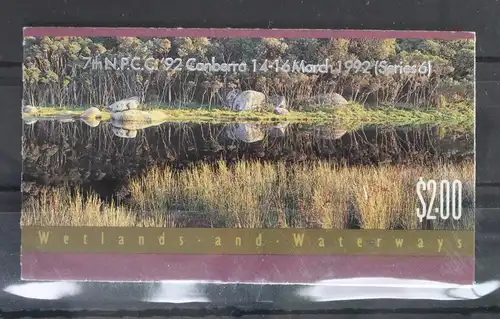 7th N.P.C.C. '92 Canberra 14-16 March 1992 (Series 6)
$2.00
Wetlands · and · Waterways